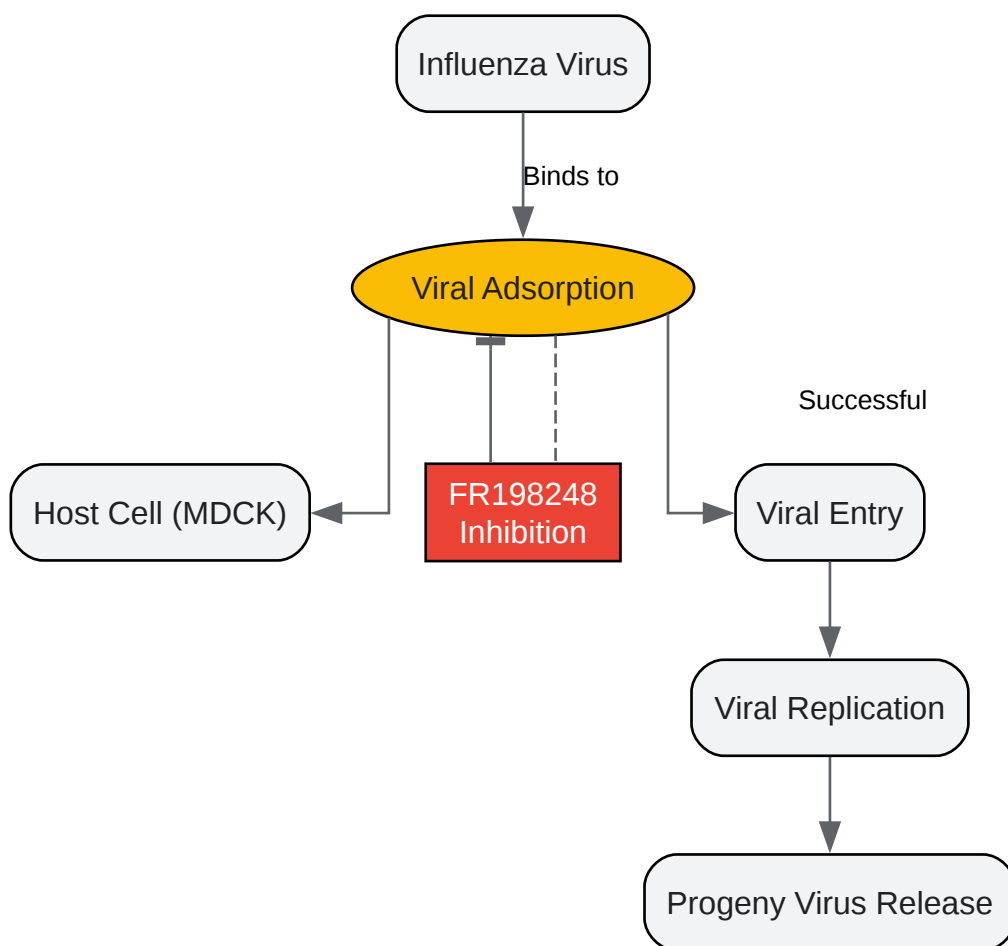 Influenza Virus
Binds to
Viral Adsorption
Successful
Host Cell (MDCK)
FR198248
Inhibition
Viral Entry
Viral Replication
Progeny Virus Release